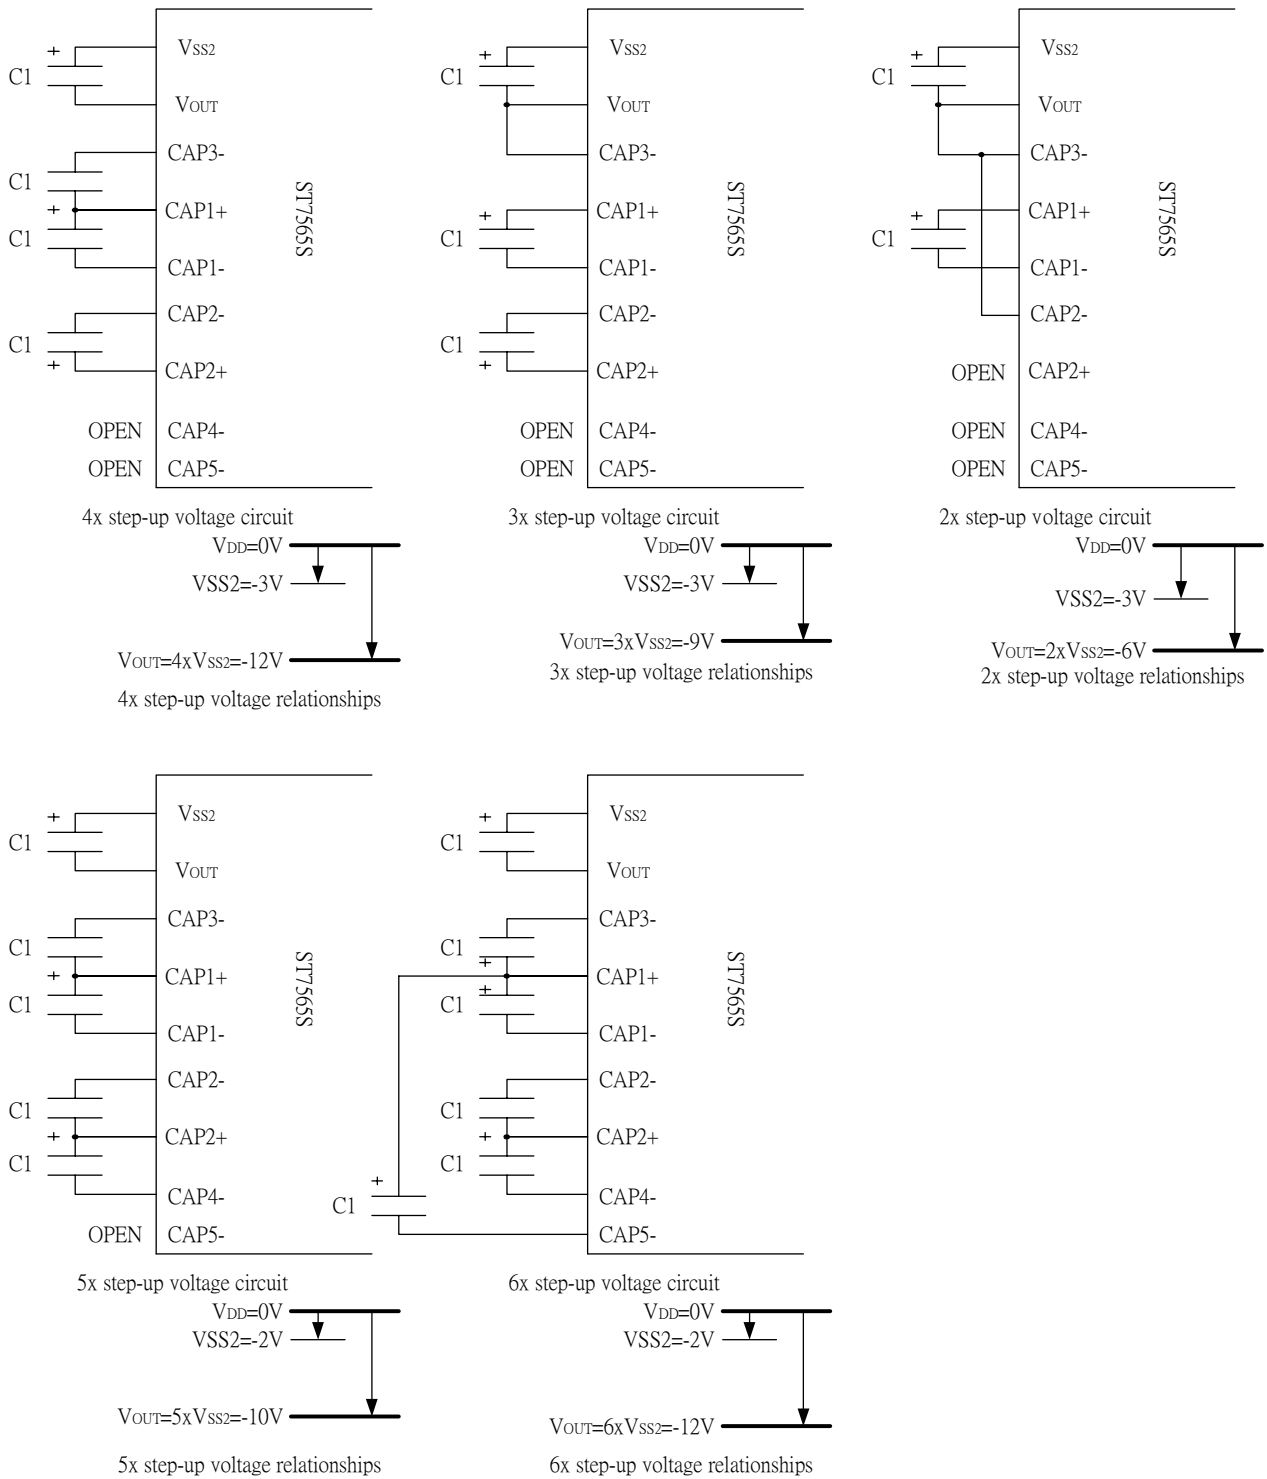 +
VSS2
C1
VOUT
CAP3-
C1
+
CAP1+
C1
CAP1-
CAP2-
C1
+
CAP2+
OPEN CAP4-
OPEN CAP5-
ST7565S
4x step-up voltage circuit
VDD=0V
VSS2=-3V
VOUT=4xVSS2=-12V
4x step-up voltage relationships
+
VSS2
C1
VOUT
CAP3-
+
CAP1+
C1
CAP1-
CAP2-
C1
+
CAP2+
OPEN CAP4-
OPEN CAP5-
ST7565S
3x step-up voltage circuit
VDD=0V
VSS2=-3V
VOUT=3xVSS2=-9V
3x step-up voltage relationships
+
VSS2
C1
VOUT
CAP3-
+
CAP1+
C1
CAP1-
CAP2-
OPEN CAP2+
OPEN CAP4-
OPEN CAP5-
ST7565S
2x step-up voltage circuit
VDD=0V
VSS2=-3V
VOUT=2xVSS2=-6V
2x step-up voltage relationships
+
VSS2
C1
VOUT
CAP3-
C1
+
CAP1+
C1
CAP1-
CAP2-
C1
+
CAP2+
C1
CAP4-
OPEN CAP5-
ST7565S
5x step-up voltage circuit
VDD=0V
VSS2=-2V
VOUT=5xVSS2=-10V
5x step-up voltage relationships
+
VSS2
C1
VOUT
CAP3-
C1
+
CAP1+
+
C1
CAP1-
CAP2-
C1
+
CAP2+
C1
+
CAP4-
C1
CAP5-
ST7565S
6x step-up voltage circuit
VDD=0V
VSS2=-2V
VOUT=6xVSS2=-12V
6x step-up voltage relationships